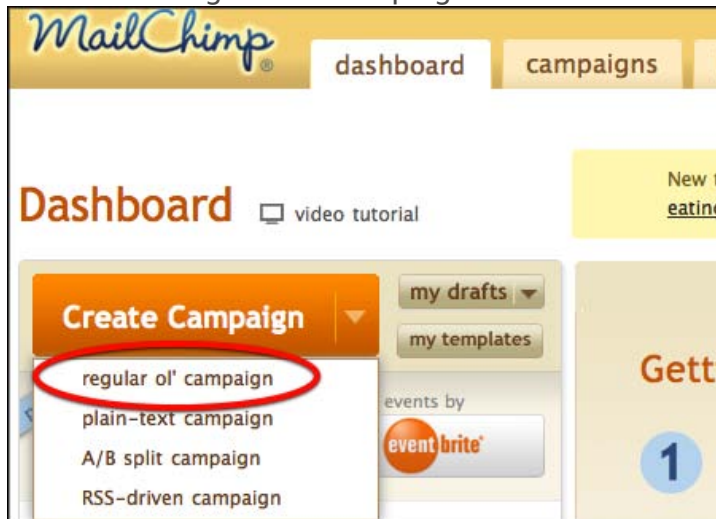 MailChimp®
dashboard
campaigns
Dashboard
video tutorial
New
Create Campaign
my drafts
my templates
regular ol' campaign
plain-text campaign
A/B split campaign
RSS-driven campaign
events by
eventbrite
Gett
1